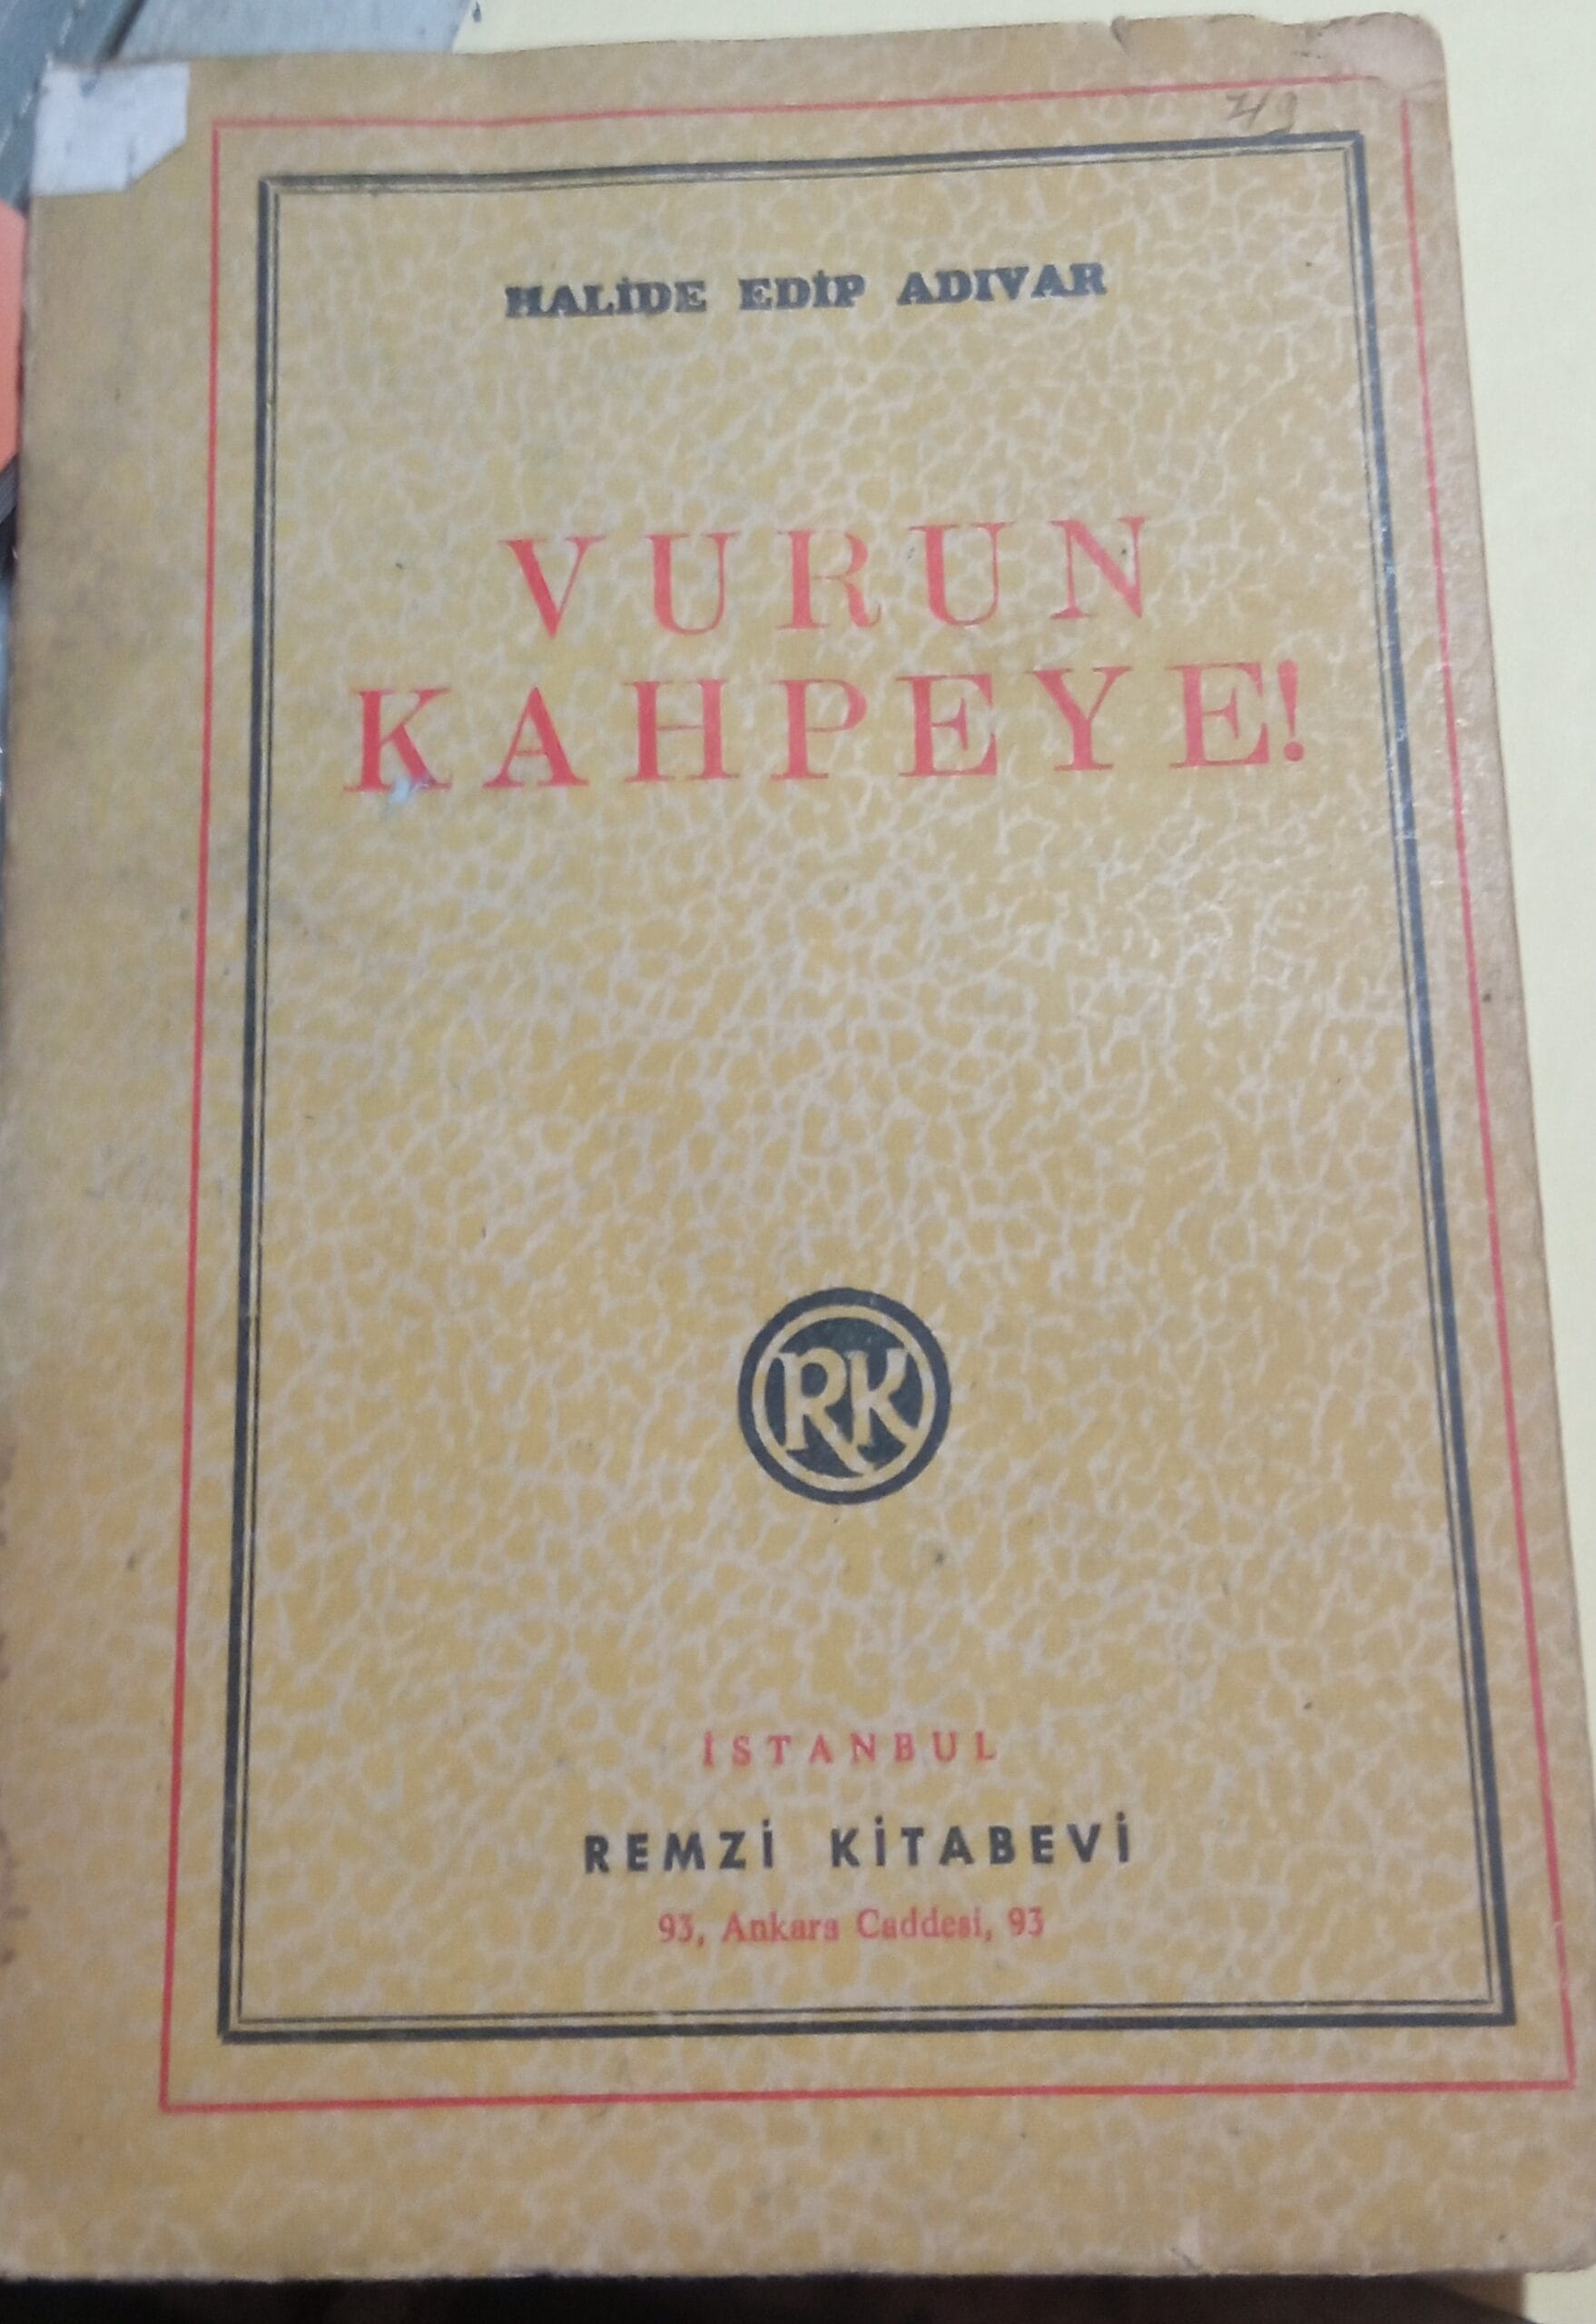 HALİDE EDİP ADIVAR
VURUN
KAHPEYE!
RK
İSTANBUL
REMZİ KİTABEVİ
93, Ankara Caddesi, 93